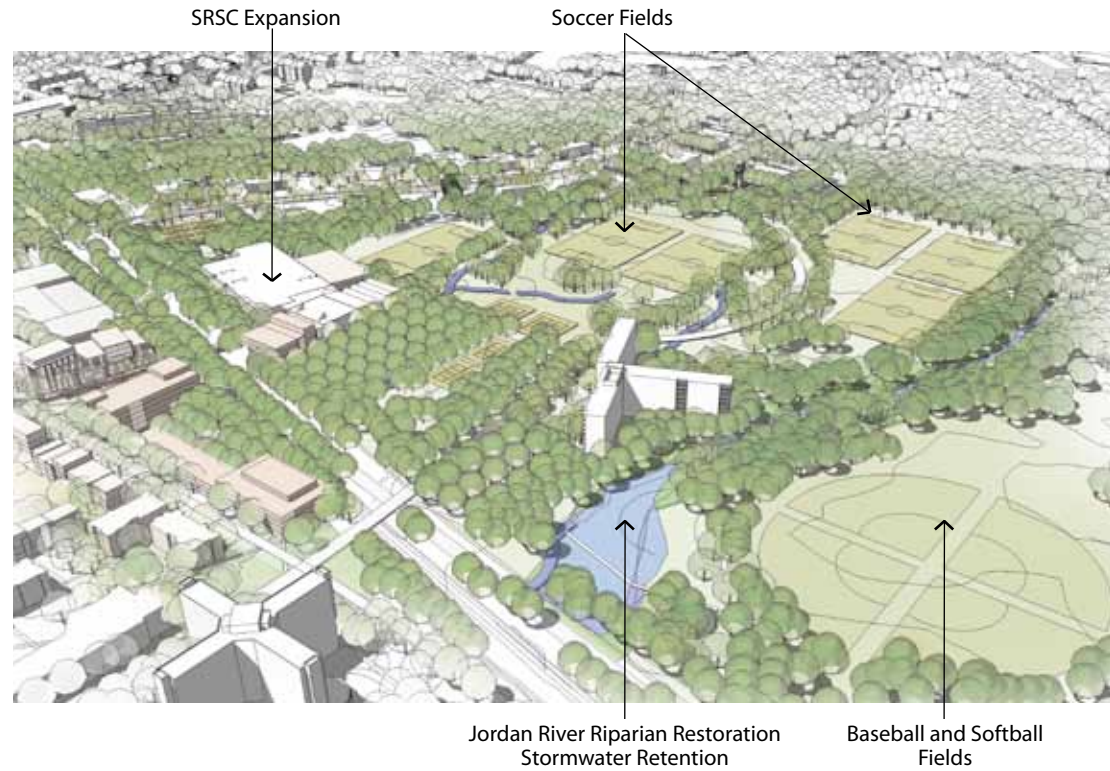 SRSC Expansion
Soccer Fields
Jordan River Riparian Restoration
Stormwater Retention
Baseball and Softball
Fields